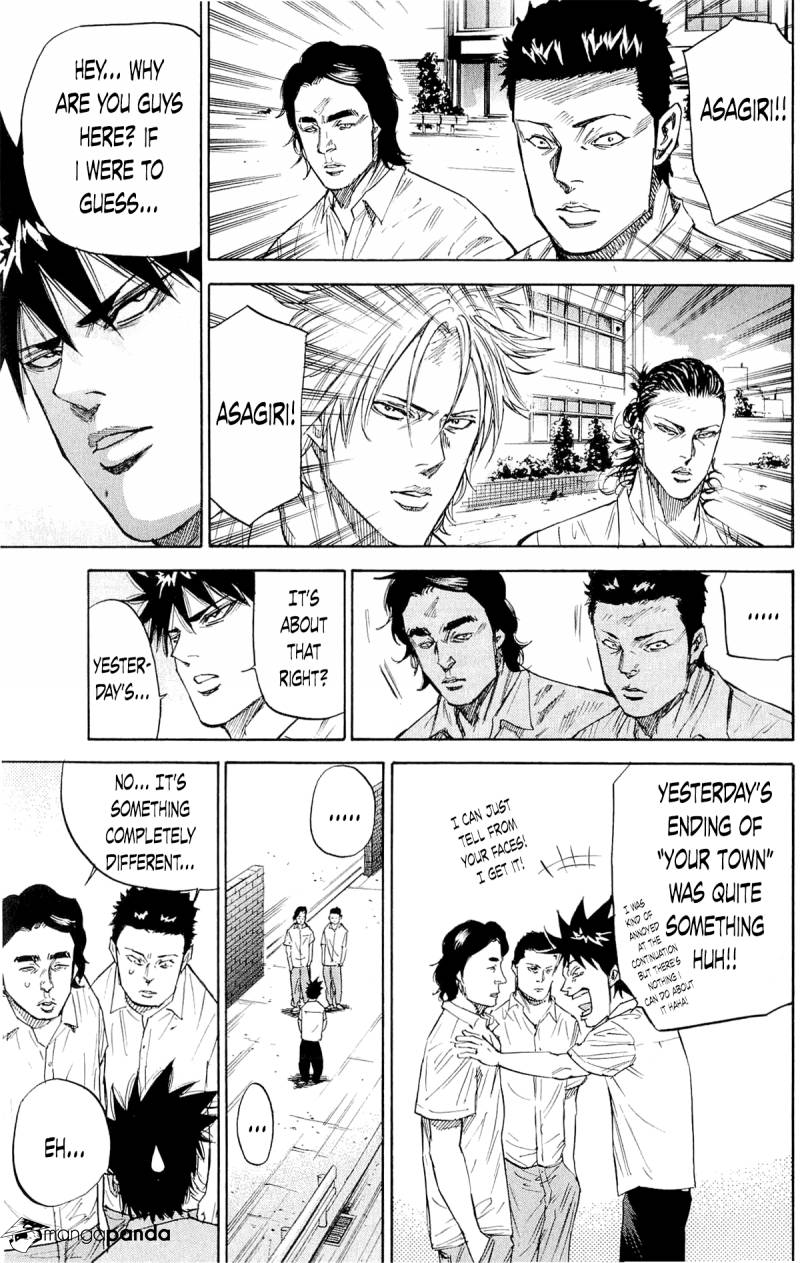 ASAGIRI!!
HEY... WHY
ARE YOU GUYS
HERE? IF
I WERE TO
GUESS...
ASAGIRI!
.....
IT'S
ABOUT
THAT
RIGHT?
YESTER-
DAY'S...
YESTERDAY'S
ENDING OF
"YOUR TOWN"
WAS QUITE
SOMETHING
HUH!!
I WAS
KIND OF
ANNOYED
AT THE
CONTINUATION
BUT THERE'S
NOTHING I
CAN DO ABOUT
IT HAHA!
I CAN JUST
TELL FROM
YOUR FACES!
I GET IT!
.....
...
NO... IT'S
SOMETHING
COMPLETELY
DIFFERENT...
EH...
mangapanda